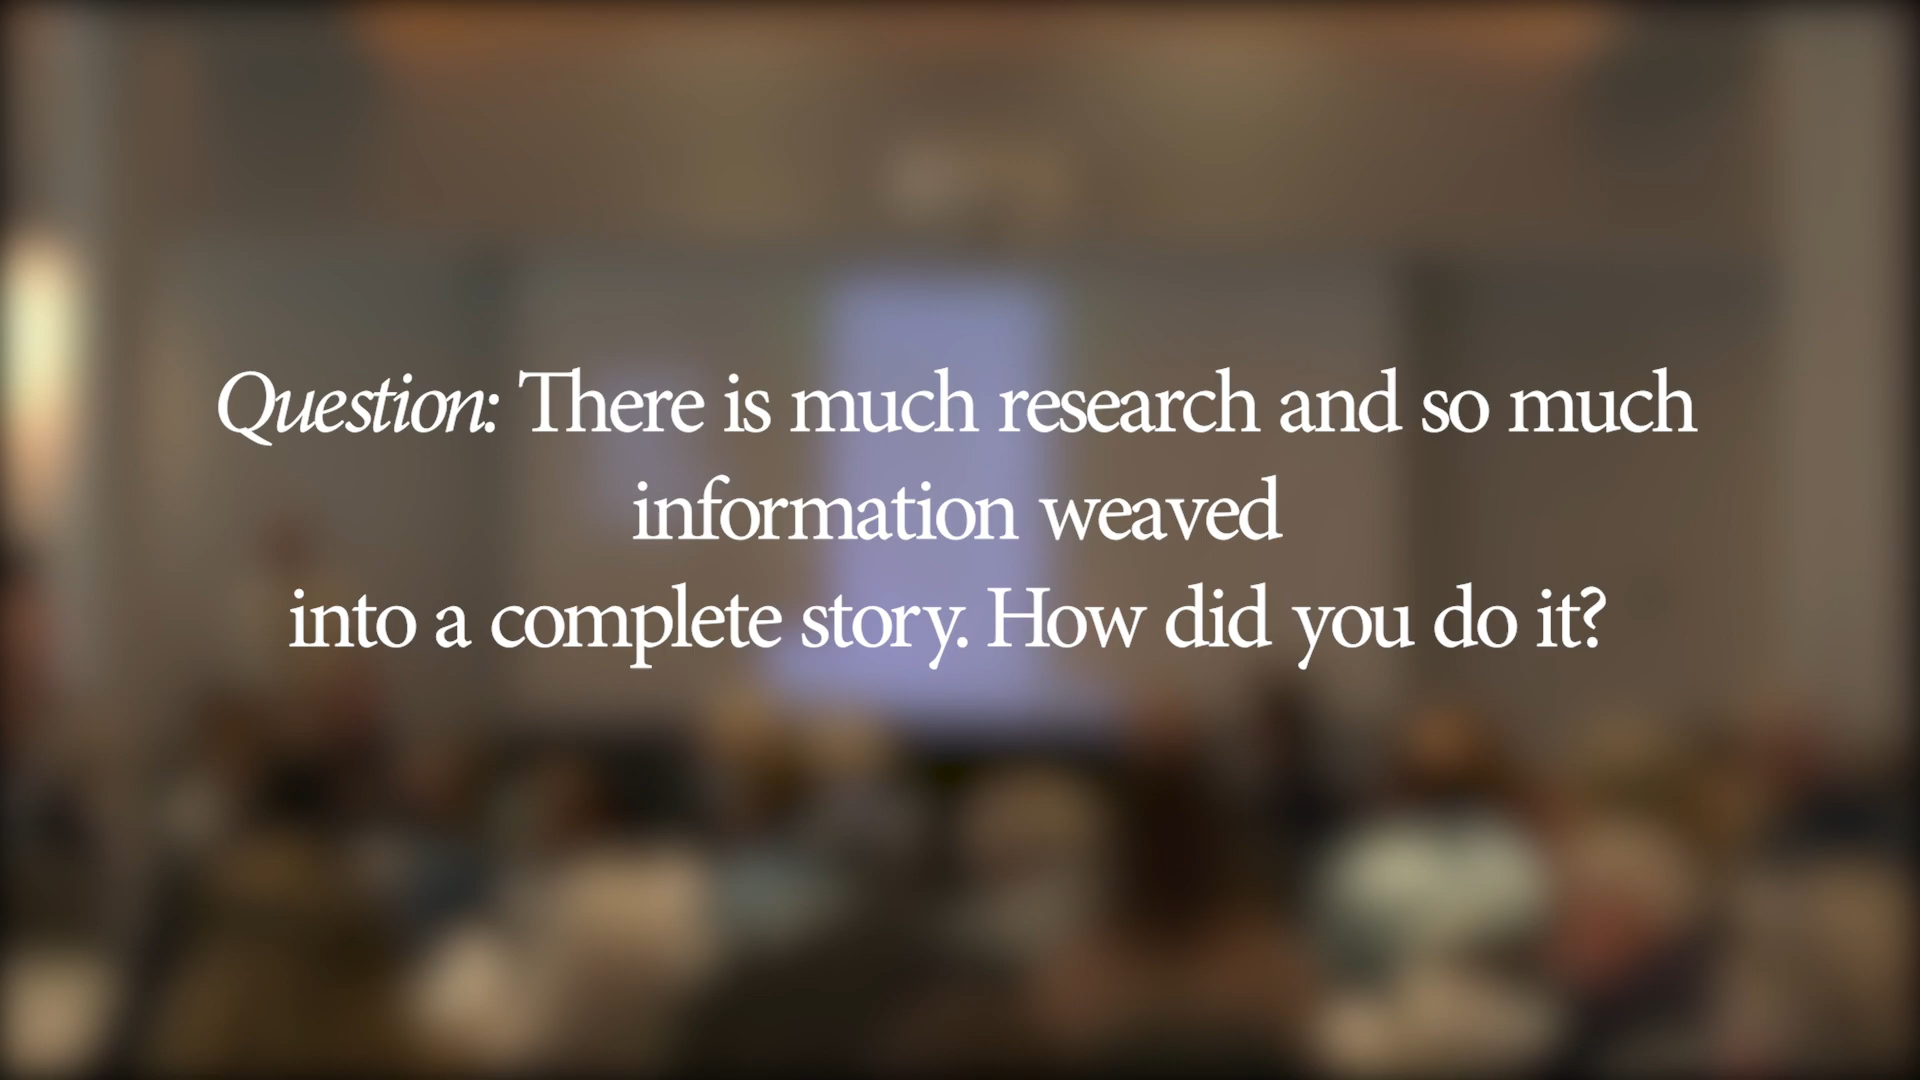 Question: There is much research and so much
information weaved
into a complete story. How did you do it?